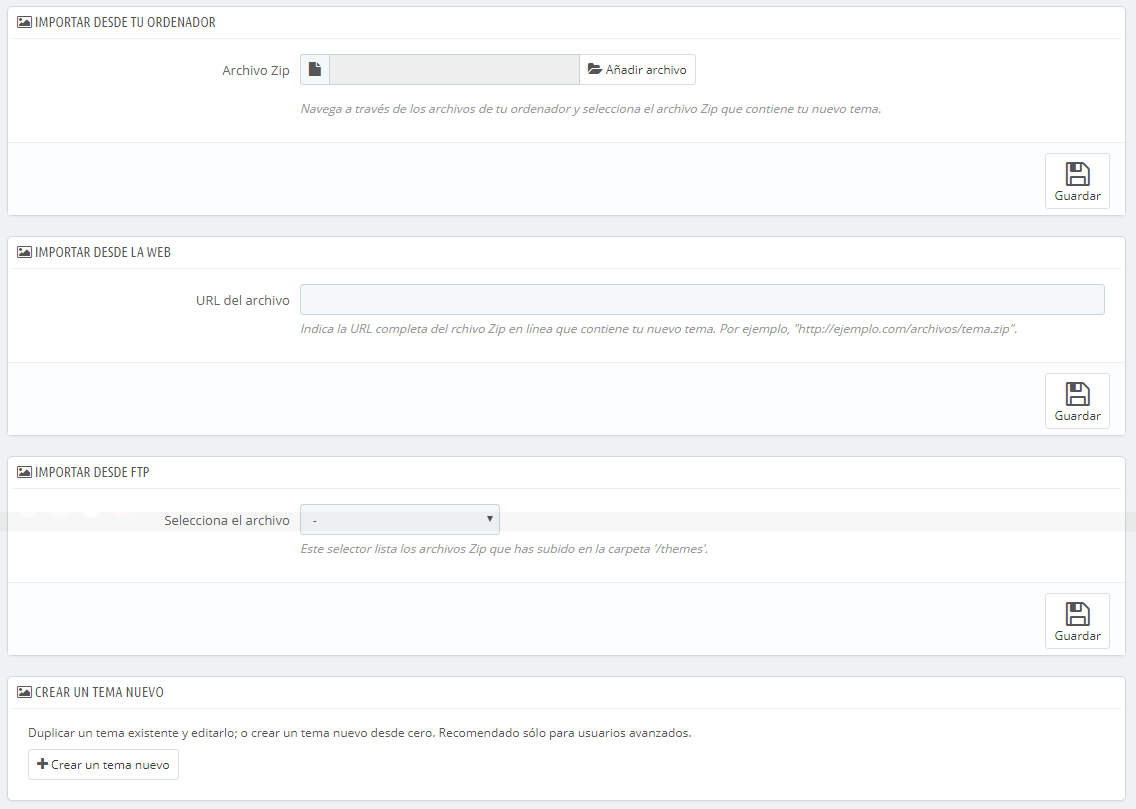 IMPORTAR DESDE TU ORDENADOR
Archivo Zip
Añadir archivo
Navega a través de los archivos de tu ordenador y selecciona el archivo Zip que contiene tu nuevo tema.
Guardar
IMPORTAR DESDE LA WEB
URL del archivo
Indica la URL completa del rchivo Zip en línea que contiene tu nuevo tema. Por ejemplo, "http://ejemplo.com/archivos/tema.zip".
Guardar
IMPORTAR DESDE FTP
Selecciona el archivo -
Este selector lista los archivos Zip que has subido en la carpeta '/themes'.
Guardar
CREAR UN TEMA NUEVO
Duplicar un tema existente y editarlo; o crear un tema nuevo desde cero. Recomendado sólo para usuarios avanzados.
Crear un tema nuevo